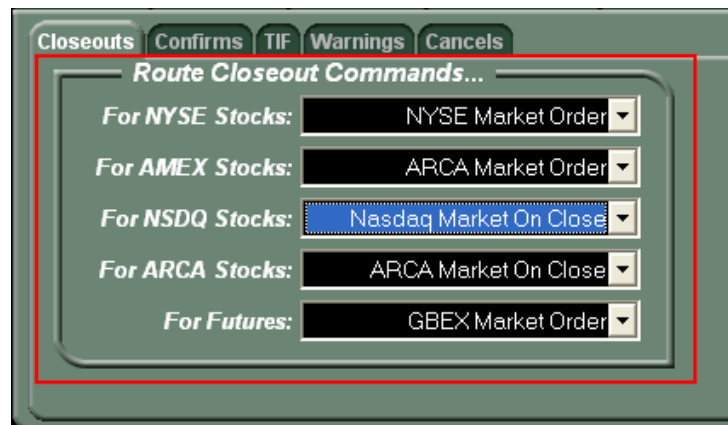 Closeouts Confirms TIF Warnings Cancels
Route Closeout Commands...
For NYSE Stocks: NYSE Market Order
For AMEX Stocks: ARCA Market Order
For NSDQ Stocks: Nasdaq Market On Close
For ARCA Stocks: ARCA Market On Close
For Futures: GBEX Market Order